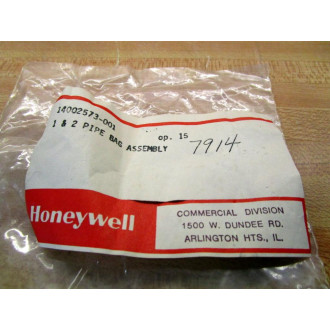 14002573-001
1 & 2 PIPE BAG ASSEMBLY
op. 15
7914
Honeywell
COMMERCIAL DIVISION
1500 W. DUNDEE RD.
ARLINGTON HTS., IL.